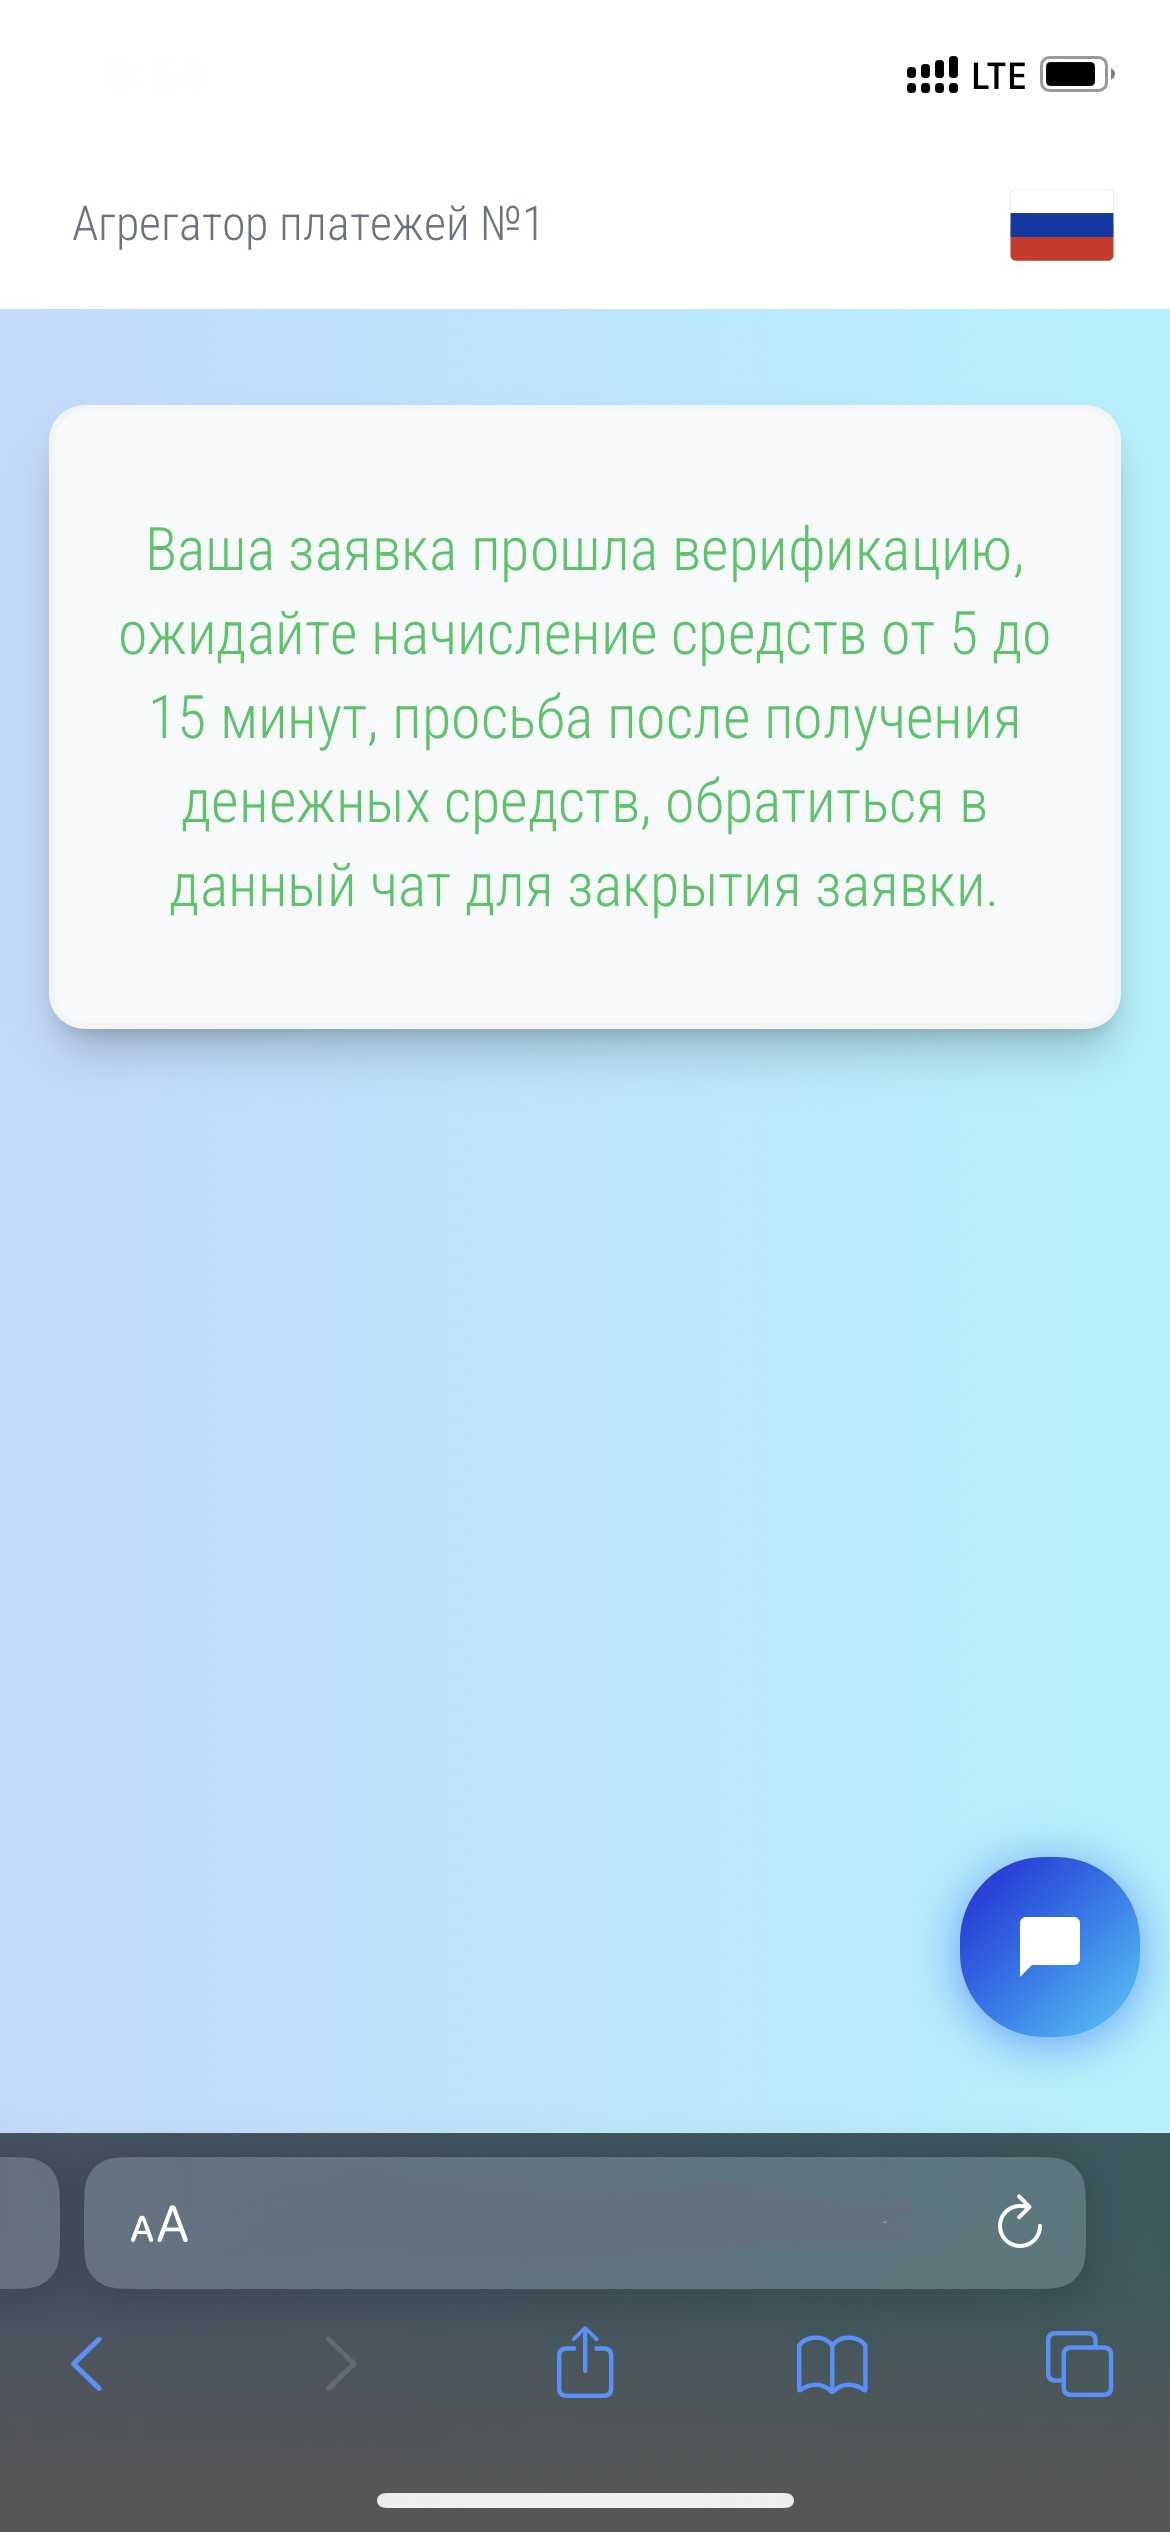 LTE
Агрегатор платежей №1
Ваша заявка прошла верификацию,
ожидайте начисление средств от 5 до
15 минут, просьба после получения
денежных средств, обратиться в
данный чат для закрытия заявки.
AA